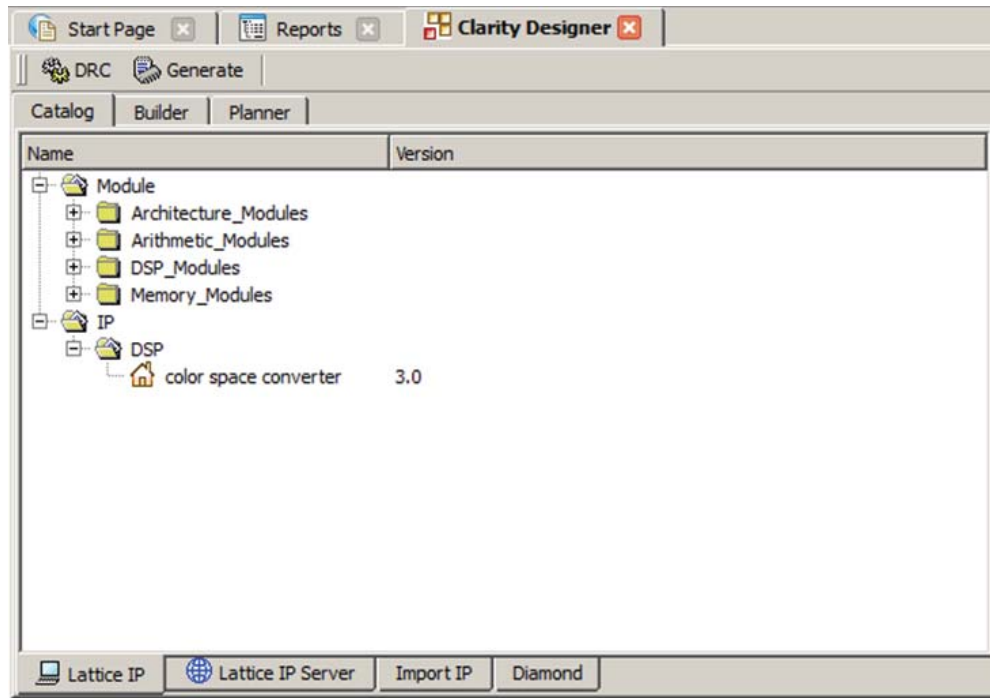 Start Page Reports Clarity Designer
DRC Generate
Catalog Builder Planner
Name Version
Module
Architecture_Modules
Arithmetic_Modules
DSP_Modules
Memory_Modules
IP
DSP
color space converter 3.0
Lattice IP Lattice IP Server Import IP Diamond